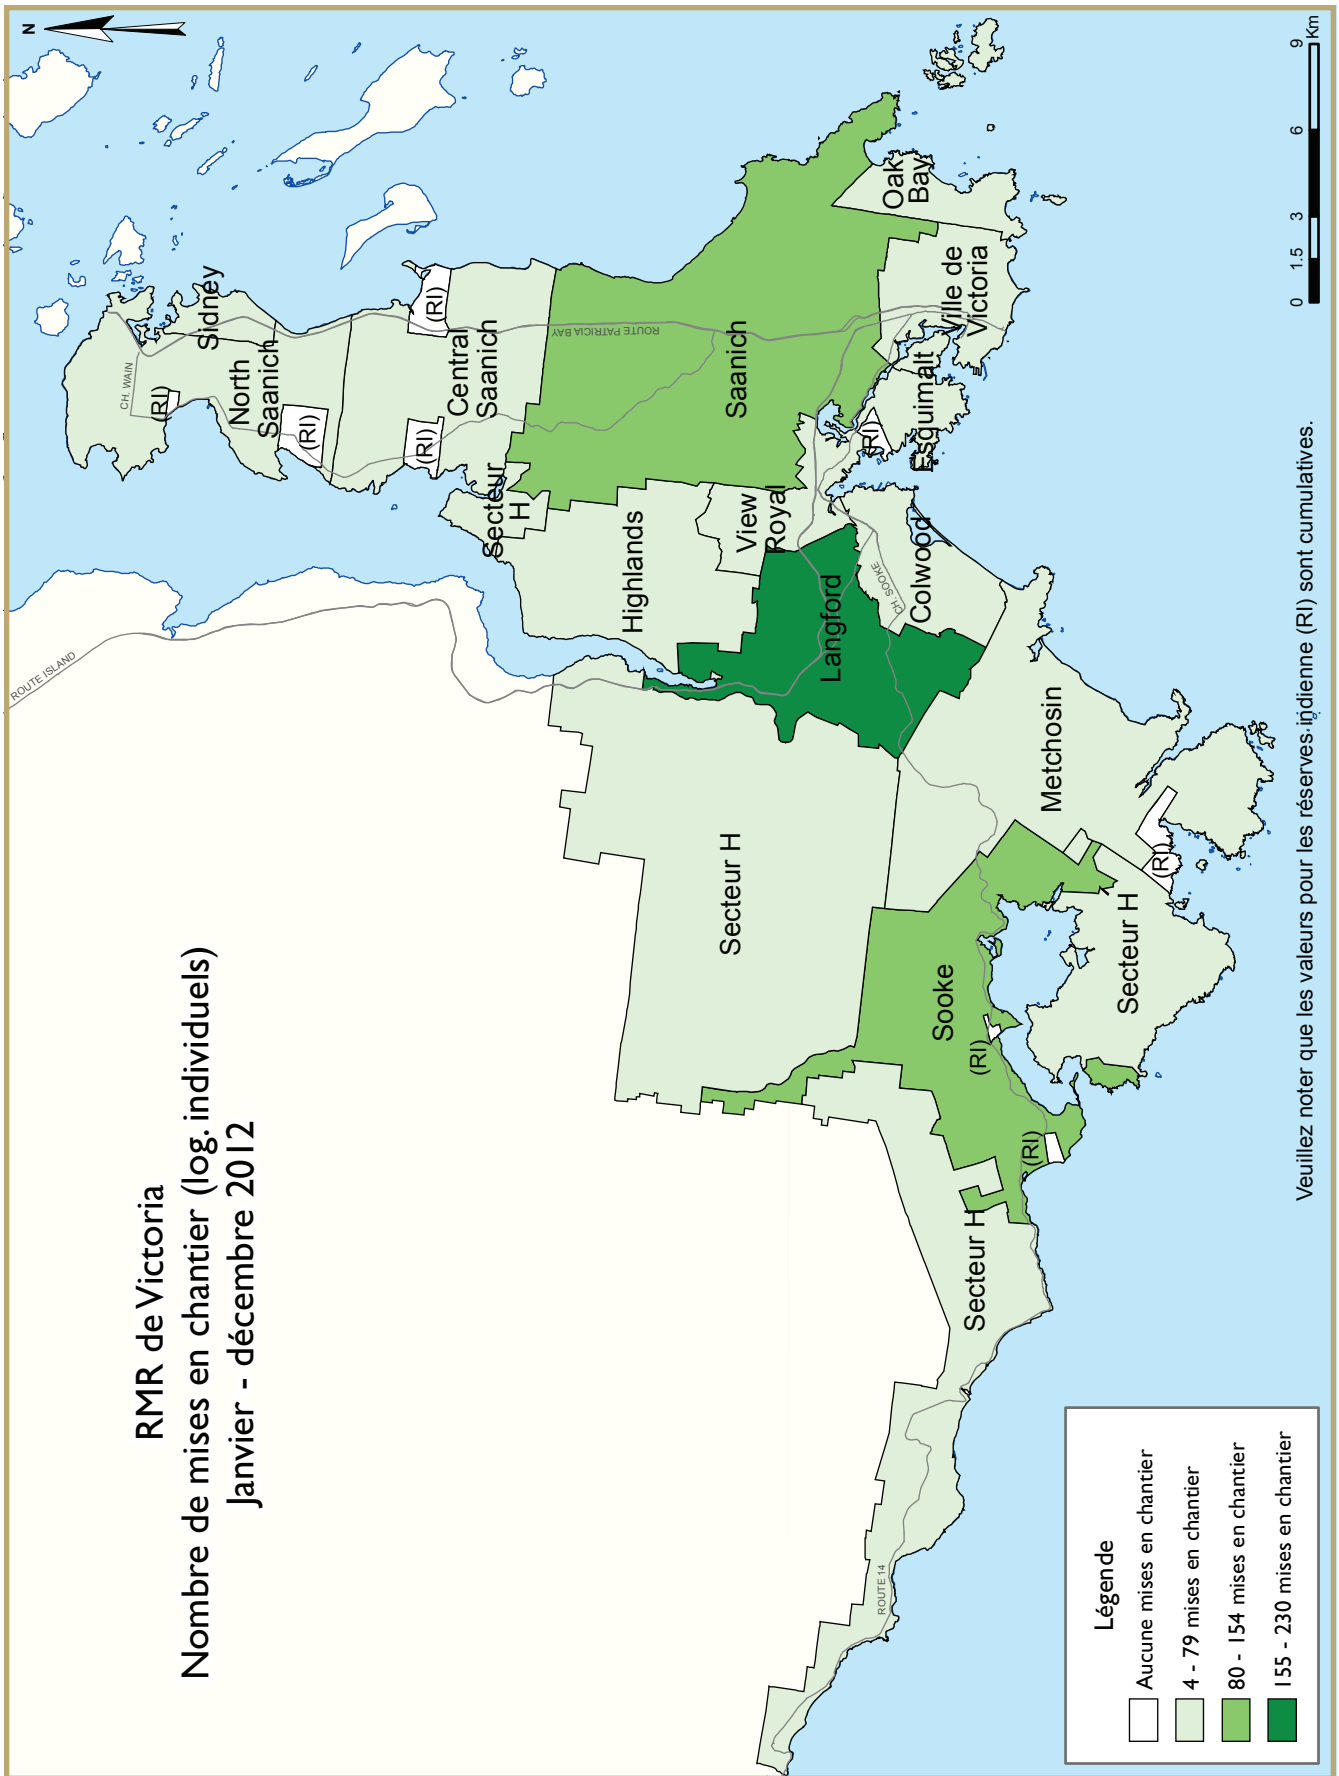 RMR de Victoria
Nombre de mises en chantier (log. individuels)
Janvier - décembre 2012
N
ROUTE ISLAND
CH. WAIN
(RI)
Sidney
North
Saanich
(RI)
(RI)
Central
Saanich
(RI)
ROUTE PATRICIA BAY
Secteur
H
Saanich
Highlands
View
Royal
Oak
Bay
Ville de
Victoria
Esquimalt
(RI)
Langford
CH. SOOKE
Colwood
Metchosin
(RI)
Secteur H
Sooke
(RI)
Secteur H
(RI)
Secteur H
ROUTE 14
Légende
Aucune mises en chantier
4 - 79 mises en chantier
80 - 154 mises en chantier
155 - 230 mises en chantier
0 1.5 3 6 9
Km
Veuillez noter que les valeurs pour les réserves indienne (RI) sont cumulatives.